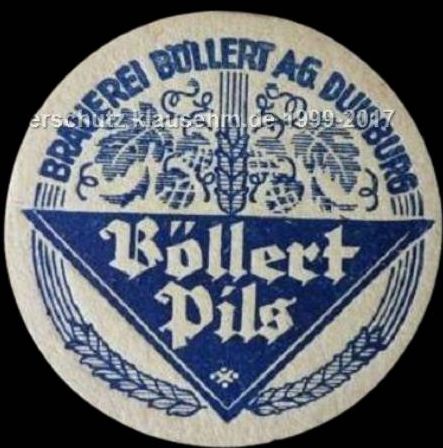 BRAUEREI BÖLLERT AG. DUISBURG
erschutz.klausehm.de 1999-2017
Böllert
Pils